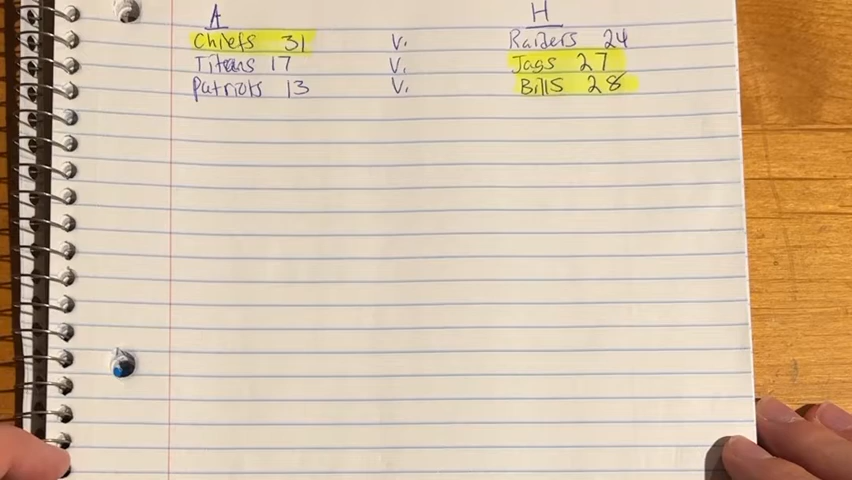 A H
Chiefs 31 v. Raiders 24
Titans 17 v. Jags 27
Patriots 13 v. Bills 28